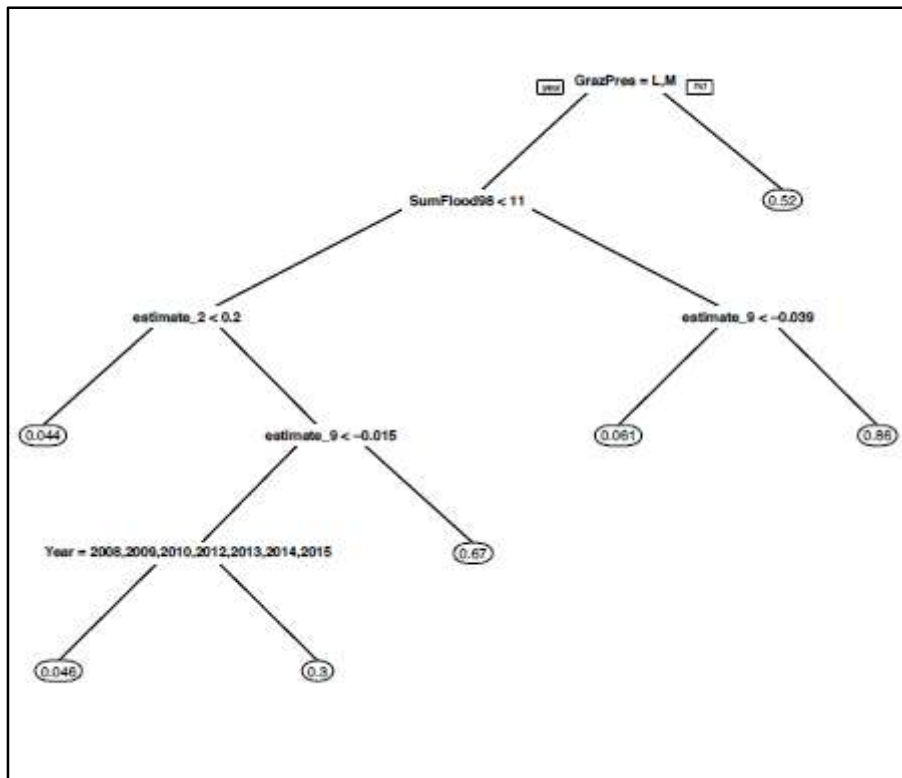 GrazPres = L,M
yes
no
SumFlood98 < 11
0.52
estimate_2 < 0.2
estimate_9 < −0.039
0.044
estimate_9 < −0.015
0.061
0.86
Year = 2008,2009,2010,2012,2013,2014,2015
0.67
0.046
0.3